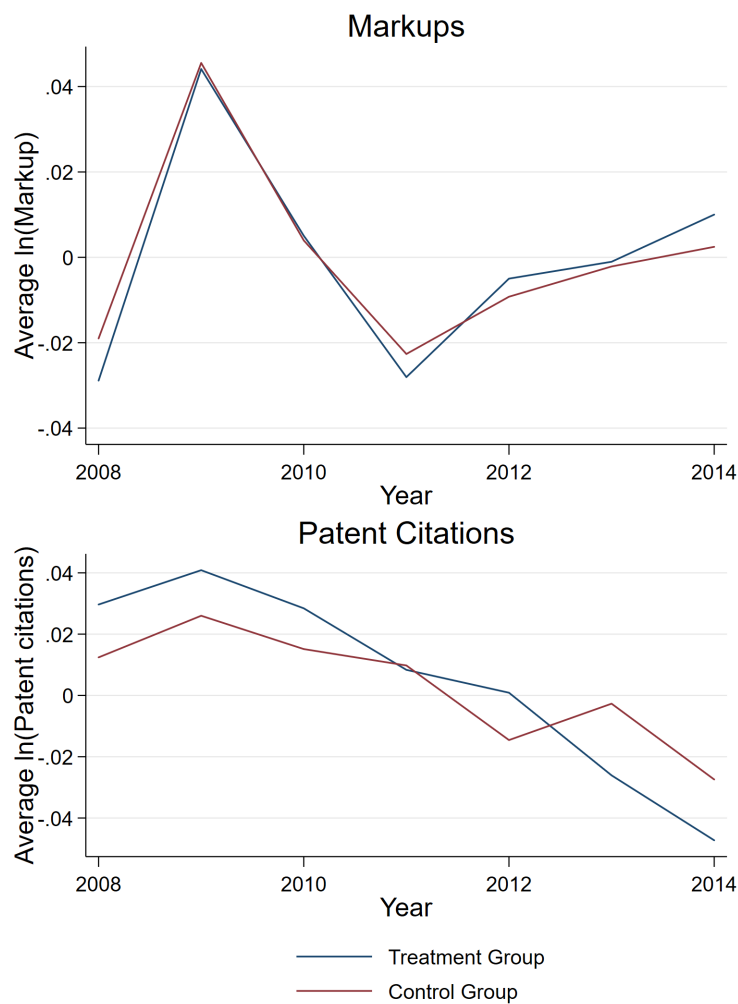 Markups
Average ln(Markup)
.04
.02
0
-.02
-.04
2008 2010 2012 2014
Year
Patent Citations
Average ln(Patent citations)
.04
.02
0
-.02
-.04
2008 2010 2012 2014
Year
Treatment Group
Control Group